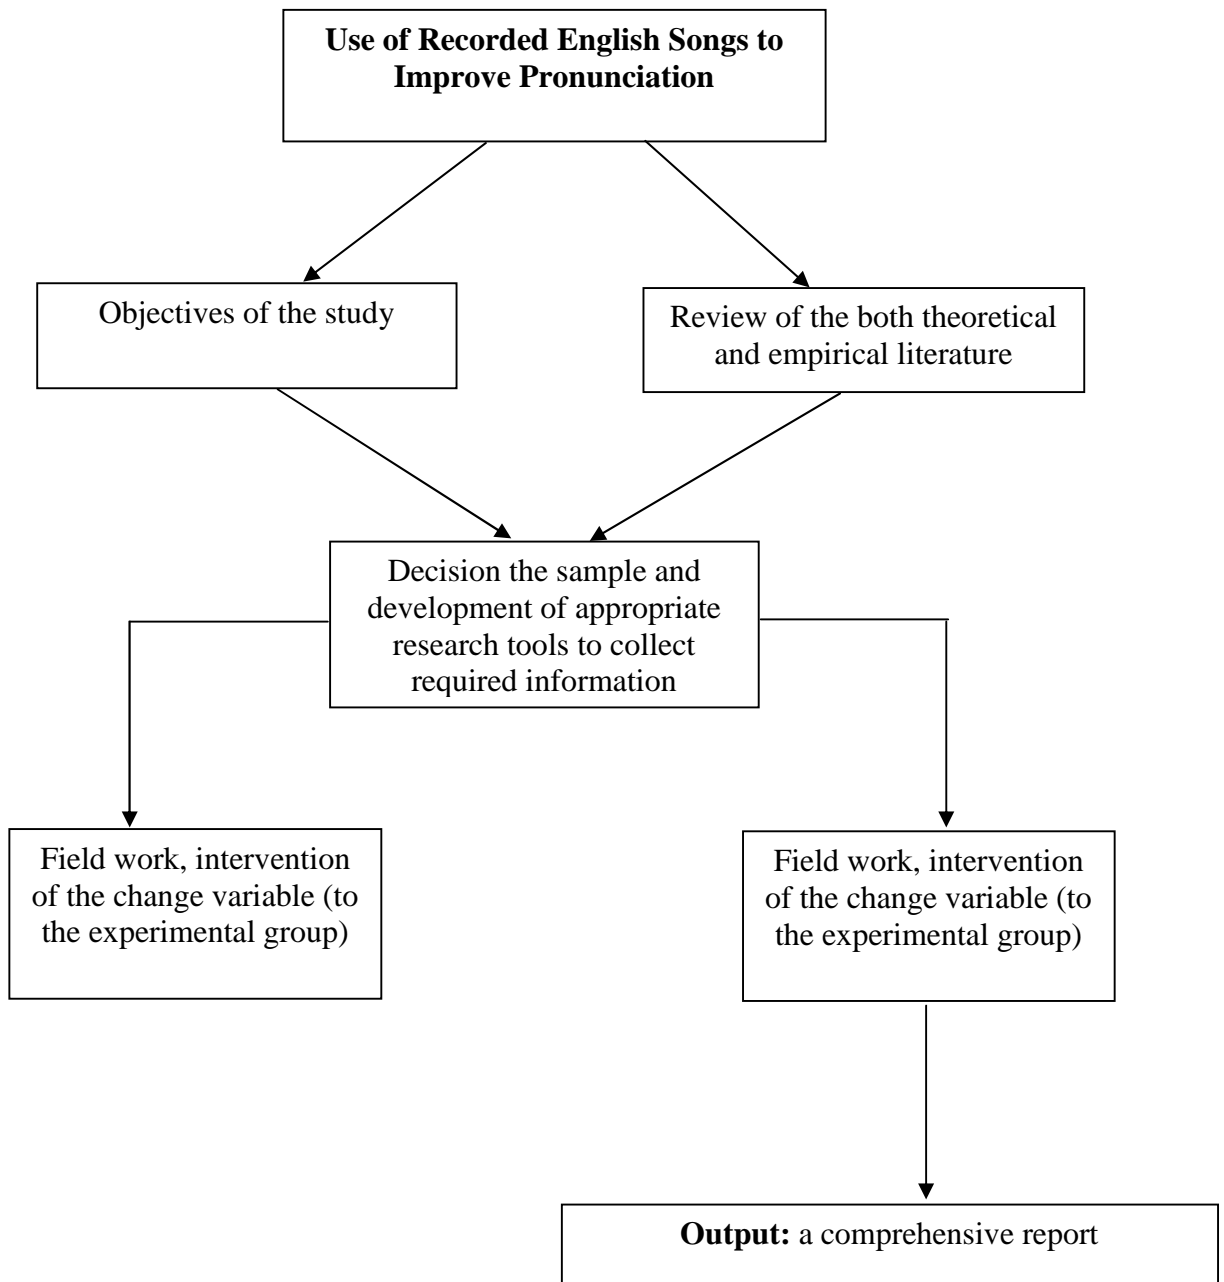 Use of Recorded English Songs to
Improve Pronunciation
Objectives of the study
Review of the both theoretical
and empirical literature
Decision the sample and
development of appropriate
research tools to collect
required information
Field work, intervention
of the change variable (to
the experimental group)
Field work, intervention
of the change variable (to
the experimental group)
Output: a comprehensive report